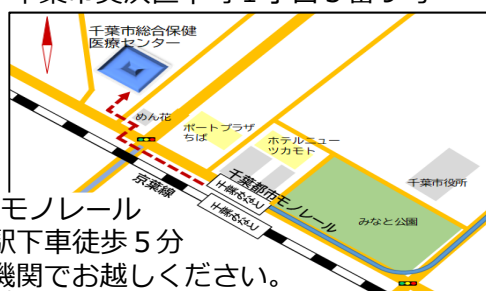 千葉市総合保健
医療センター
めん花
ポートプラザ
ちば
ホテルニュー
ツカモト
千葉市役所
千葉都市モノレール
千葉みなと
千葉みなと
京葉線
みなと公園
モノレール
駅下車徒歩５分
機関でお越しください。